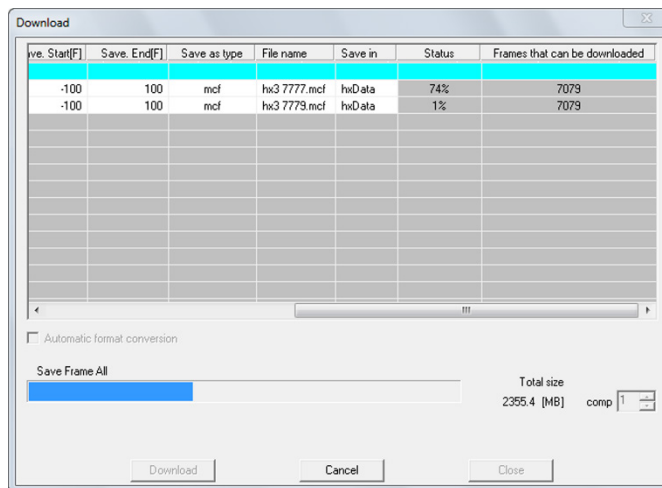 Download
ave. Start[F] Save. End[F] Save as type File name Save in Status Frames that can be downloaded
-100 100 mcf hx3 7777.mcf hxData 74% 7079
-100 100 mcf hx3 7779.mcf hxData 1% 7079
Automatic format conversion
Save Frame All
Total size
2355.4 [MB] comp 1
Download Cancel Close